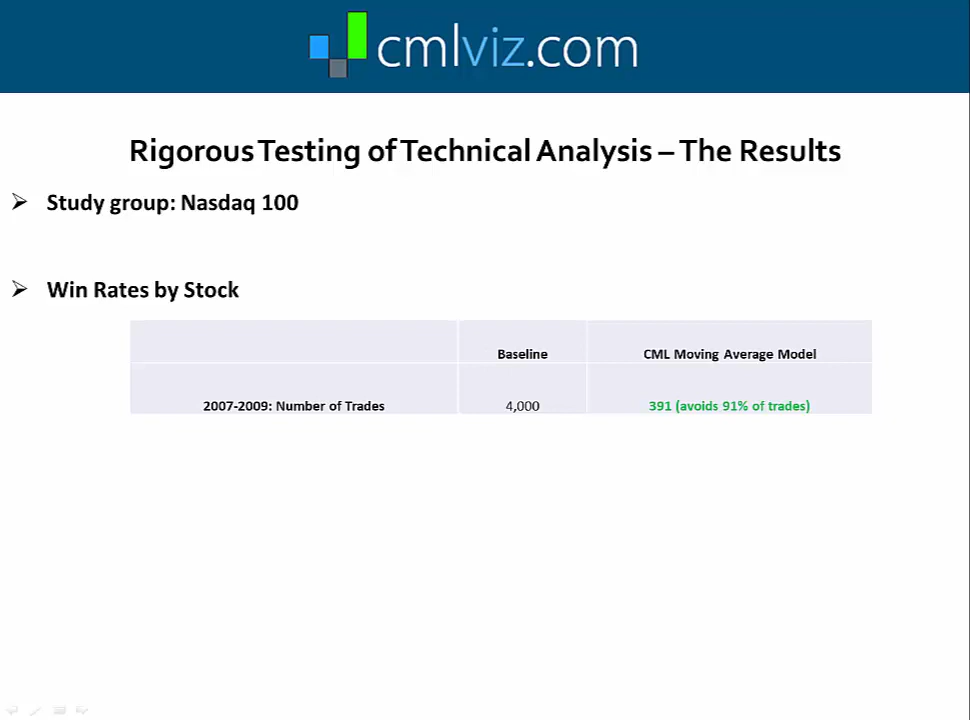 cmlviz.com
Rigorous Testing of Technical Analysis – The Results
Study group: Nasdaq 100
Win Rates by Stock
Baseline CML Moving Average Model
2007-2009: Number of Trades 4,000 391 (avoids 91% of trades)